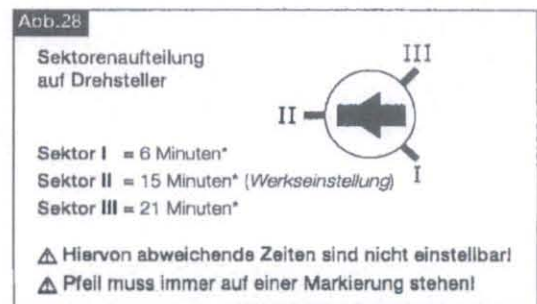 Abb.28
Sektorenaufteilung
auf Drehsteller
III
II
I
Sektor I = 6 Minuten*
Sektor II = 15 Minuten* (Werkseinstellung)
Sektor III = 21 Minuten*
⚠ Hiervon abweichende Zeiten sind nicht einstellbar!
⚠ Pfeil muss immer auf einer Markierung stehen!